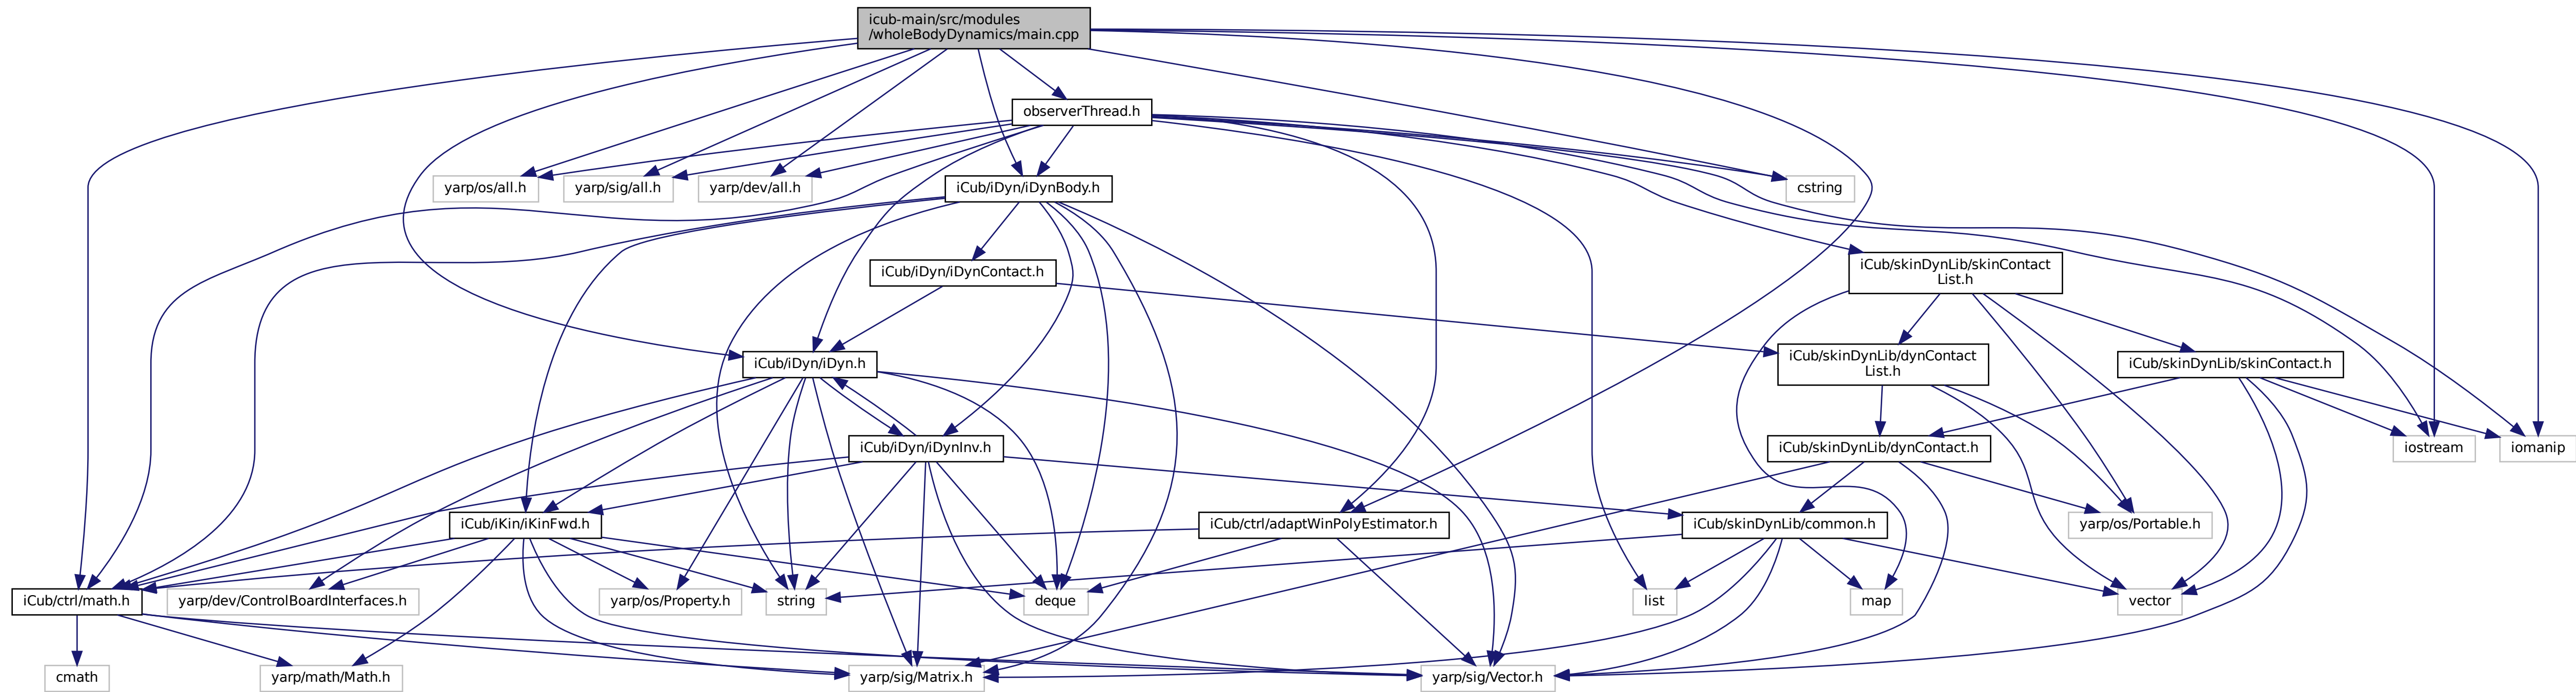 icub-main/src/modules
/wholeBodyDynamics/main.cpp
observerThread.h
yarp/os/all.h
yarp/sig/all.h
yarp/dev/all.h
iCub/iDyn/iDynBody.h
cstring
iCub/iDyn/iDynContact.h
iCub/skinDynLib/skinContact
List.h
iCub/iDyn/iDyn.h
iCub/skinDynLib/dynContact
List.h
iCub/skinDynLib/skinContact.h
iCub/iDyn/iDynInv.h
iCub/skinDynLib/dynContact.h
iostream
iomanip
iCub/iKin/iKinFwd.h
iCub/ctrl/adaptWinPolyEstimator.h
iCub/skinDynLib/common.h
yarp/os/Portable.h
iCub/ctrl/math.h
yarp/dev/ControlBoardInterfaces.h
yarp/os/Property.h
string
deque
list
map
vector
cmath
yarp/math/Math.h
yarp/sig/Matrix.h
yarp/sig/Vector.h